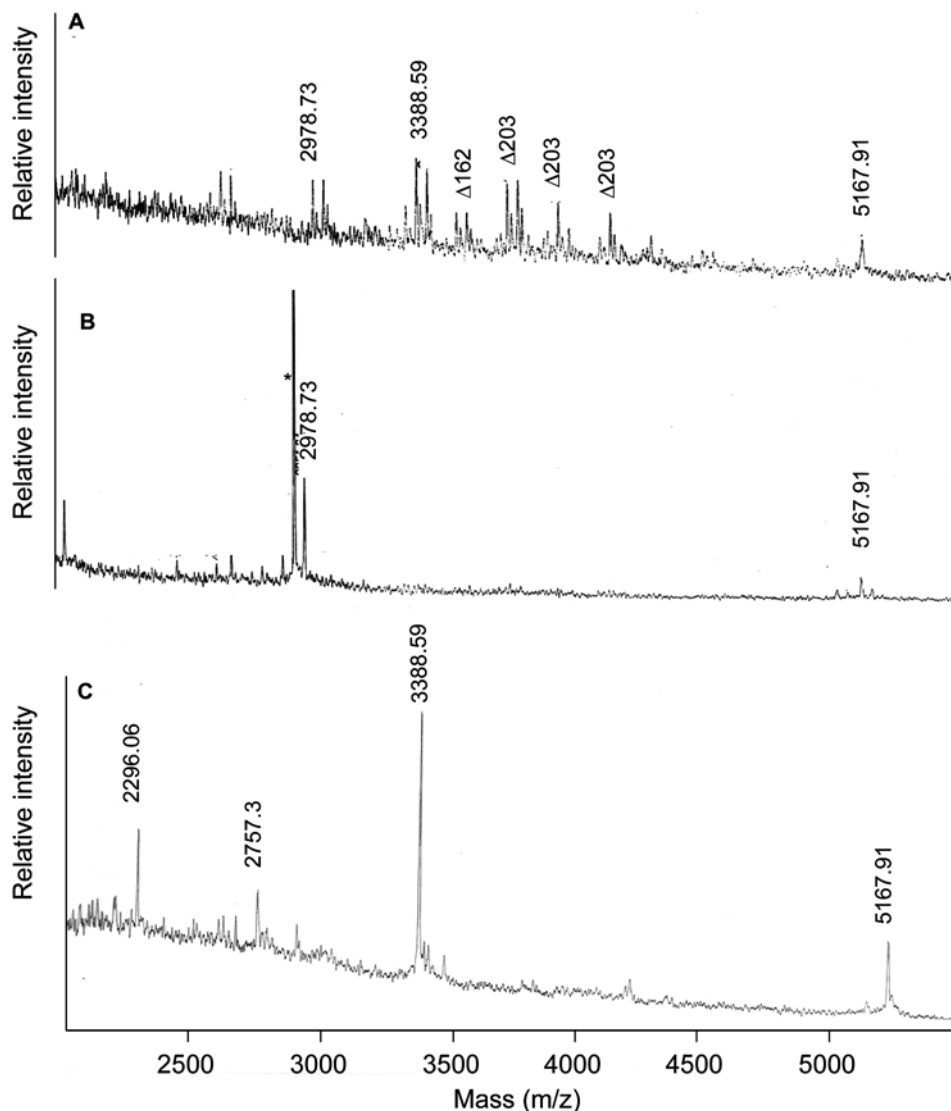 A
Relative intensity
2978.73
3388.59
Δ162
Δ203
Δ203
Δ203
5167.91
B
Relative intensity
*
2978.73
5167.91
C
Relative intensity
2296.06
2757.3
3388.59
5167.91
2500 3000 3500 4000 4500 5000
Mass (m/z)